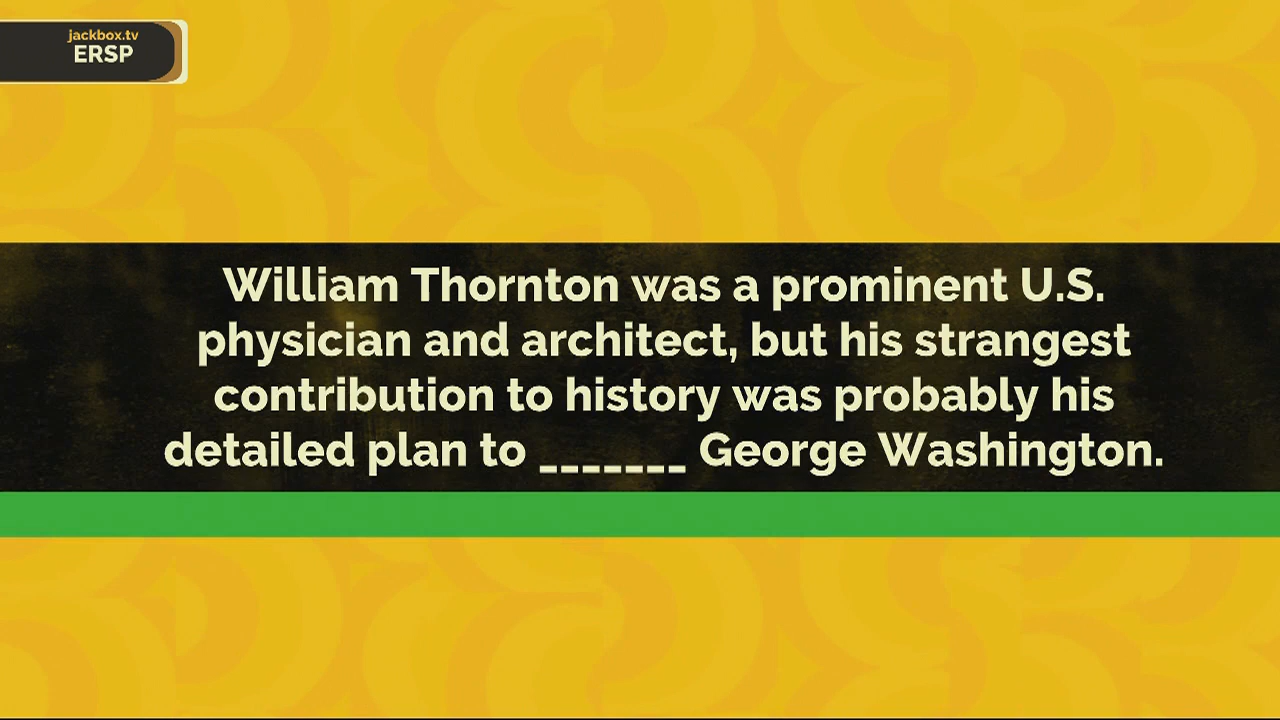 jackbox.tv
ERSP
William Thornton was a prominent U.S.
physician and architect, but his strangest
contribution to history was probably his
detailed plan to _______ George Washington.